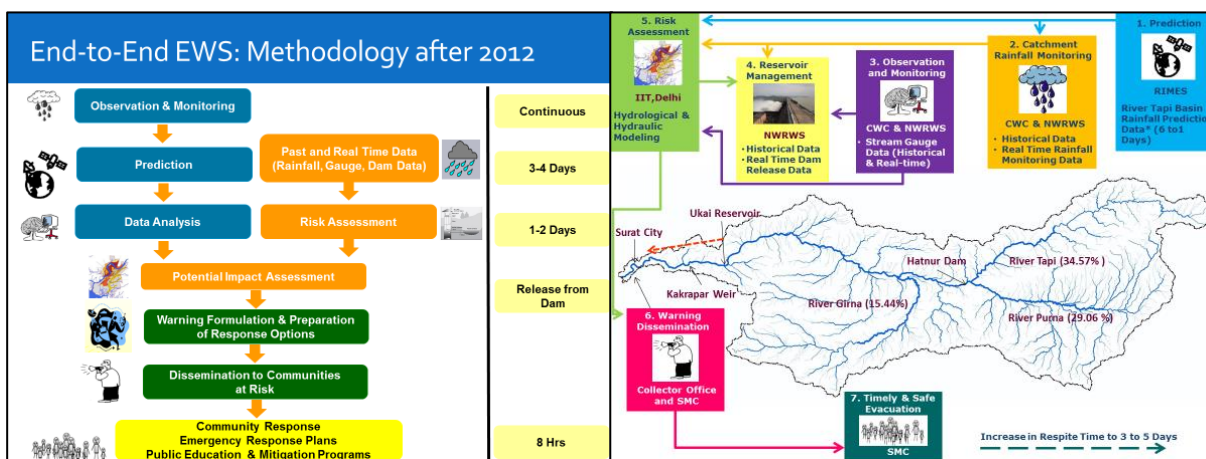 End-to-End EWS: Methodology after 2012
Observation & Monitoring
Prediction
Past and Real Time Data
(Rainfall, Gauge, Dam Data)
Data Analysis
Risk Assessment
Potential Impact Assessment
Warning Formulation & Preparation
of Response Options
Dissemination to Communities
at Risk
Community Response
Emergency Response Plans
Public Education & Mitigation Programs
Continuous
3-4 Days
1-2 Days
Release from
Dam
8 Hrs
5. Risk
Assessment
IIT,Delhi
Hydrological &
Hydraulic
Modeling
4. Reservoir
Management
NWRWS
• Historical Data
• Real Time Dam
Release Data
3. Observation
and Monitoring
CWC & NWRWS
• Stream Gauge
Data (Historical
& Real-time)
2. Catchment
Rainfall Monitoring
CWC & NWRWS
• Historical Data
• Real Time Rainfall
Monitoring Data
1. Prediction
RIMES
River Tapi Basin
Rainfall Prediction
Data* (6 to1
Days)
Ukai Reservoir
Surat City
Kakrapar Weir
Hatnur Dam
River Tapi (34.57% )
River Girna (15.44%)
River Purna (29.06 %)
6. Warning
Dissemination
Collector Office
and SMC
7. Timely & Safe
Evacuation
SMC
Increase in Respite Time to 3 to 5 Days